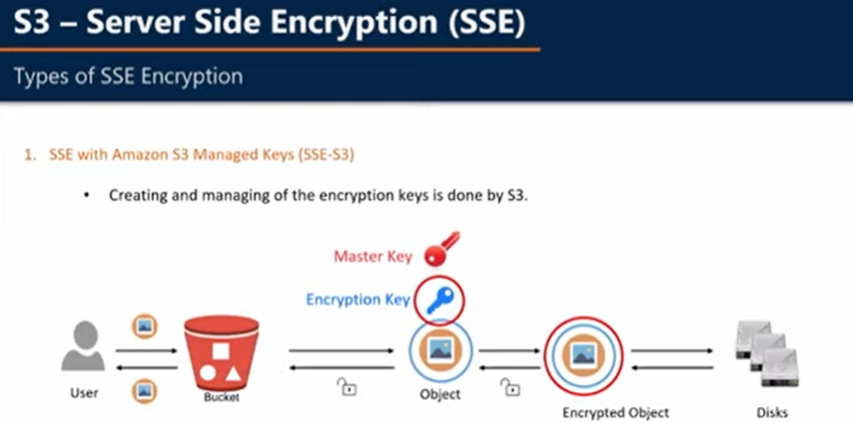 S3 – Server Side Encryption (SSE)
Types of SSE Encryption
1. SSE with Amazon S3 Managed Keys (SSE-S3)
• Creating and managing of the encryption keys is done by S3.
Master Key
Encryption Key
User
Bucket
Object
Encrypted Object
Disks